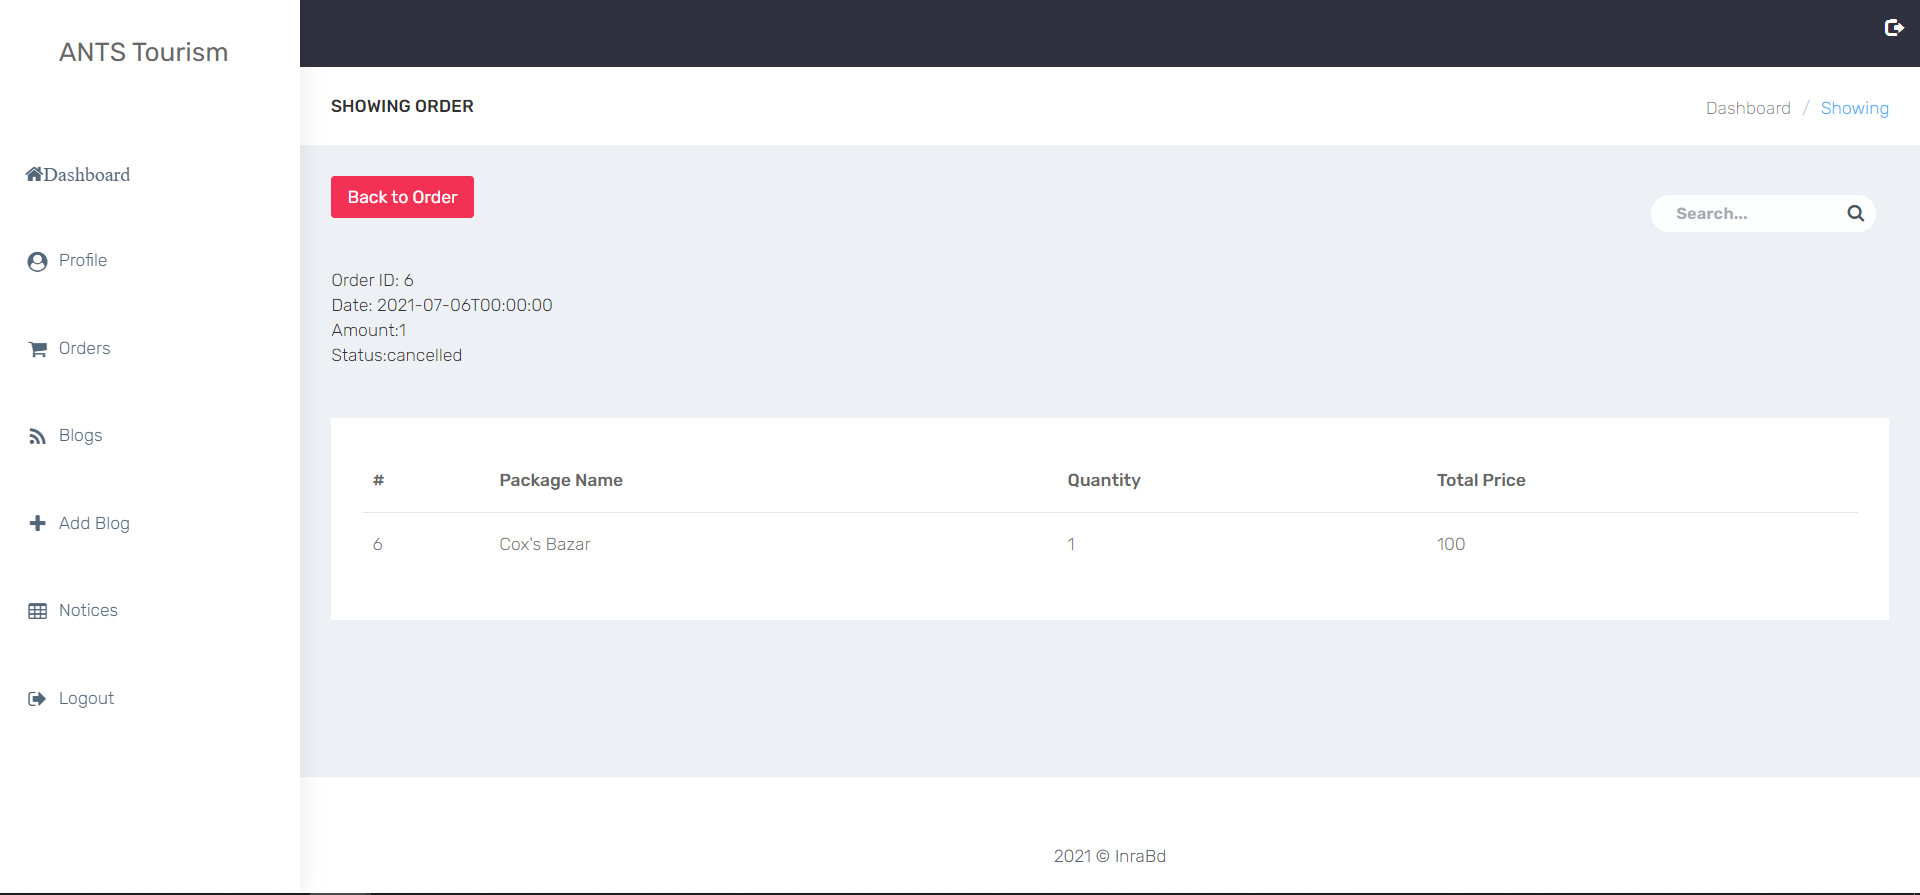 ANTS Tourism
Dashboard
Profile
Orders
Blogs
Add Blog
Notices
Logout
SHOWING ORDER
Dashboard / Showing
Back to Order
Search...
Order ID: 6
Date: 2021-07-06T00:00:00
Amount:1
Status:cancelled
# Package Name Quantity Total Price
6 Cox's Bazar 1 100
2021 © InraBd